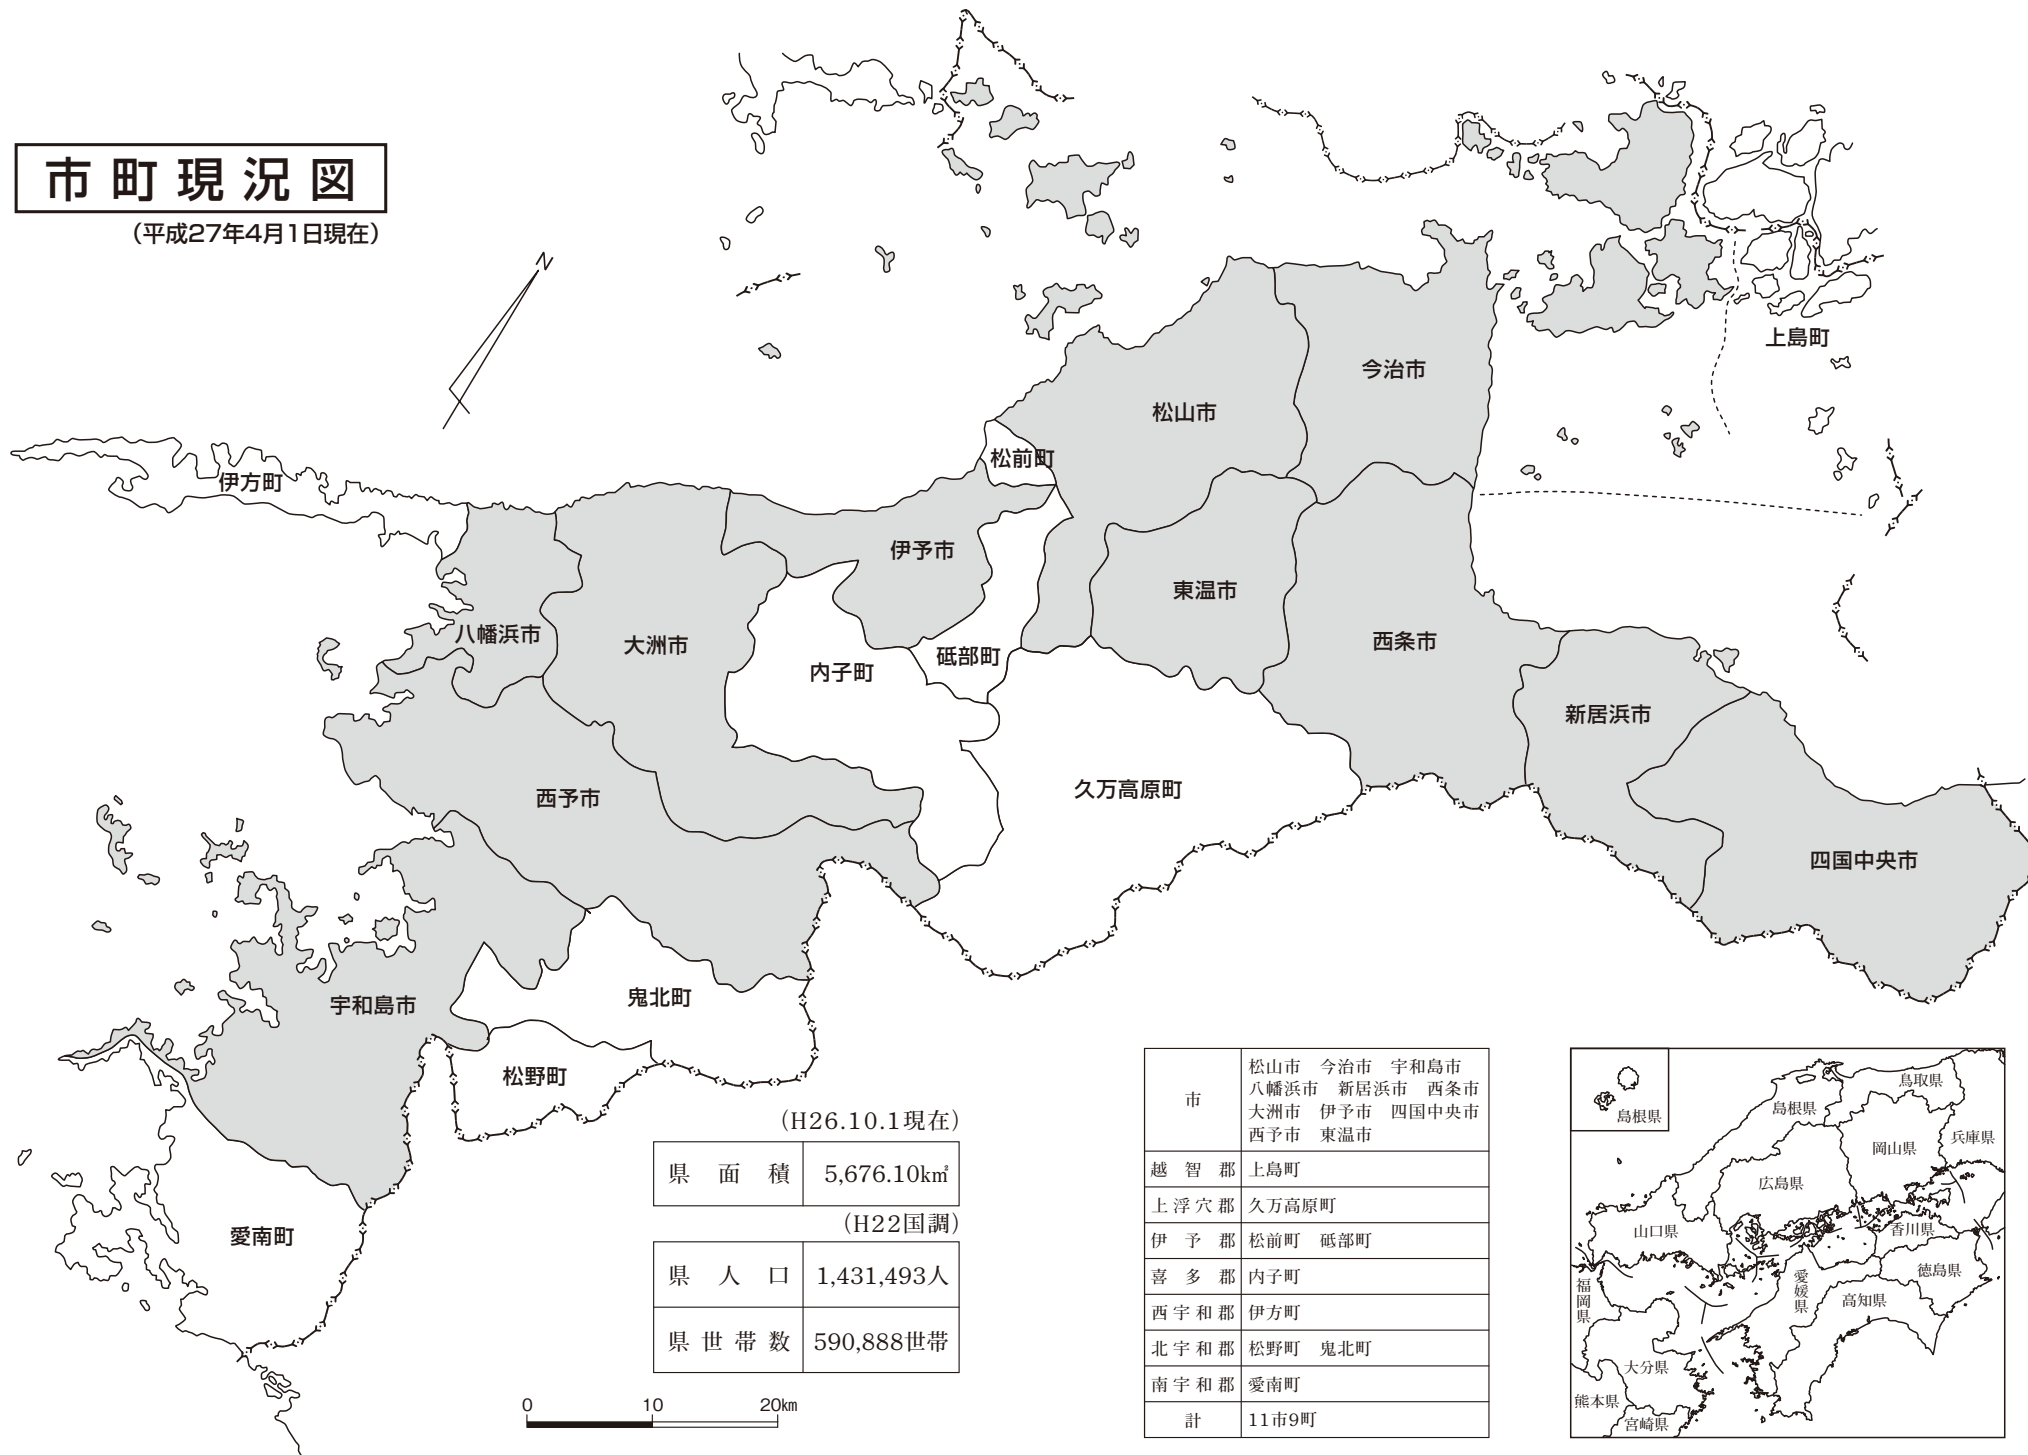 市町現況図
(平成27年4月1日現在)
N
上島町
今治市
松山市
松前町
伊方町
伊予市
東温市
八幡浜市
大洲市
西条市
砥部町
内子町
新居浜市
久万高原町
西予市
四国中央市
鬼北町
宇和島市
松野町
愛南町
(H26.10.1現在)
県面積 5,676.10k㎡
(H22国調)
県人口 1,431,493人
県世帯数 590,888世帯
0 10 20㎞
市 松山市 今治市 宇和島市
八幡浜市 新居浜市 西条市
大洲市 伊予市 四国中央市
西予市 東温市
越智郡 上島町
上浮穴郡 久万高原町
伊予郡 松前町 砥部町
喜多郡 内子町
西宇和郡 伊方町
北宇和郡 松野町 鬼北町
南宇和郡 愛南町
計 11市9町
島根県
鳥取県
島根県
兵庫県
岡山県
広島県
山口県
香川県
徳島県
愛媛県
高知県
福岡県
大分県
熊本県
宮崎県